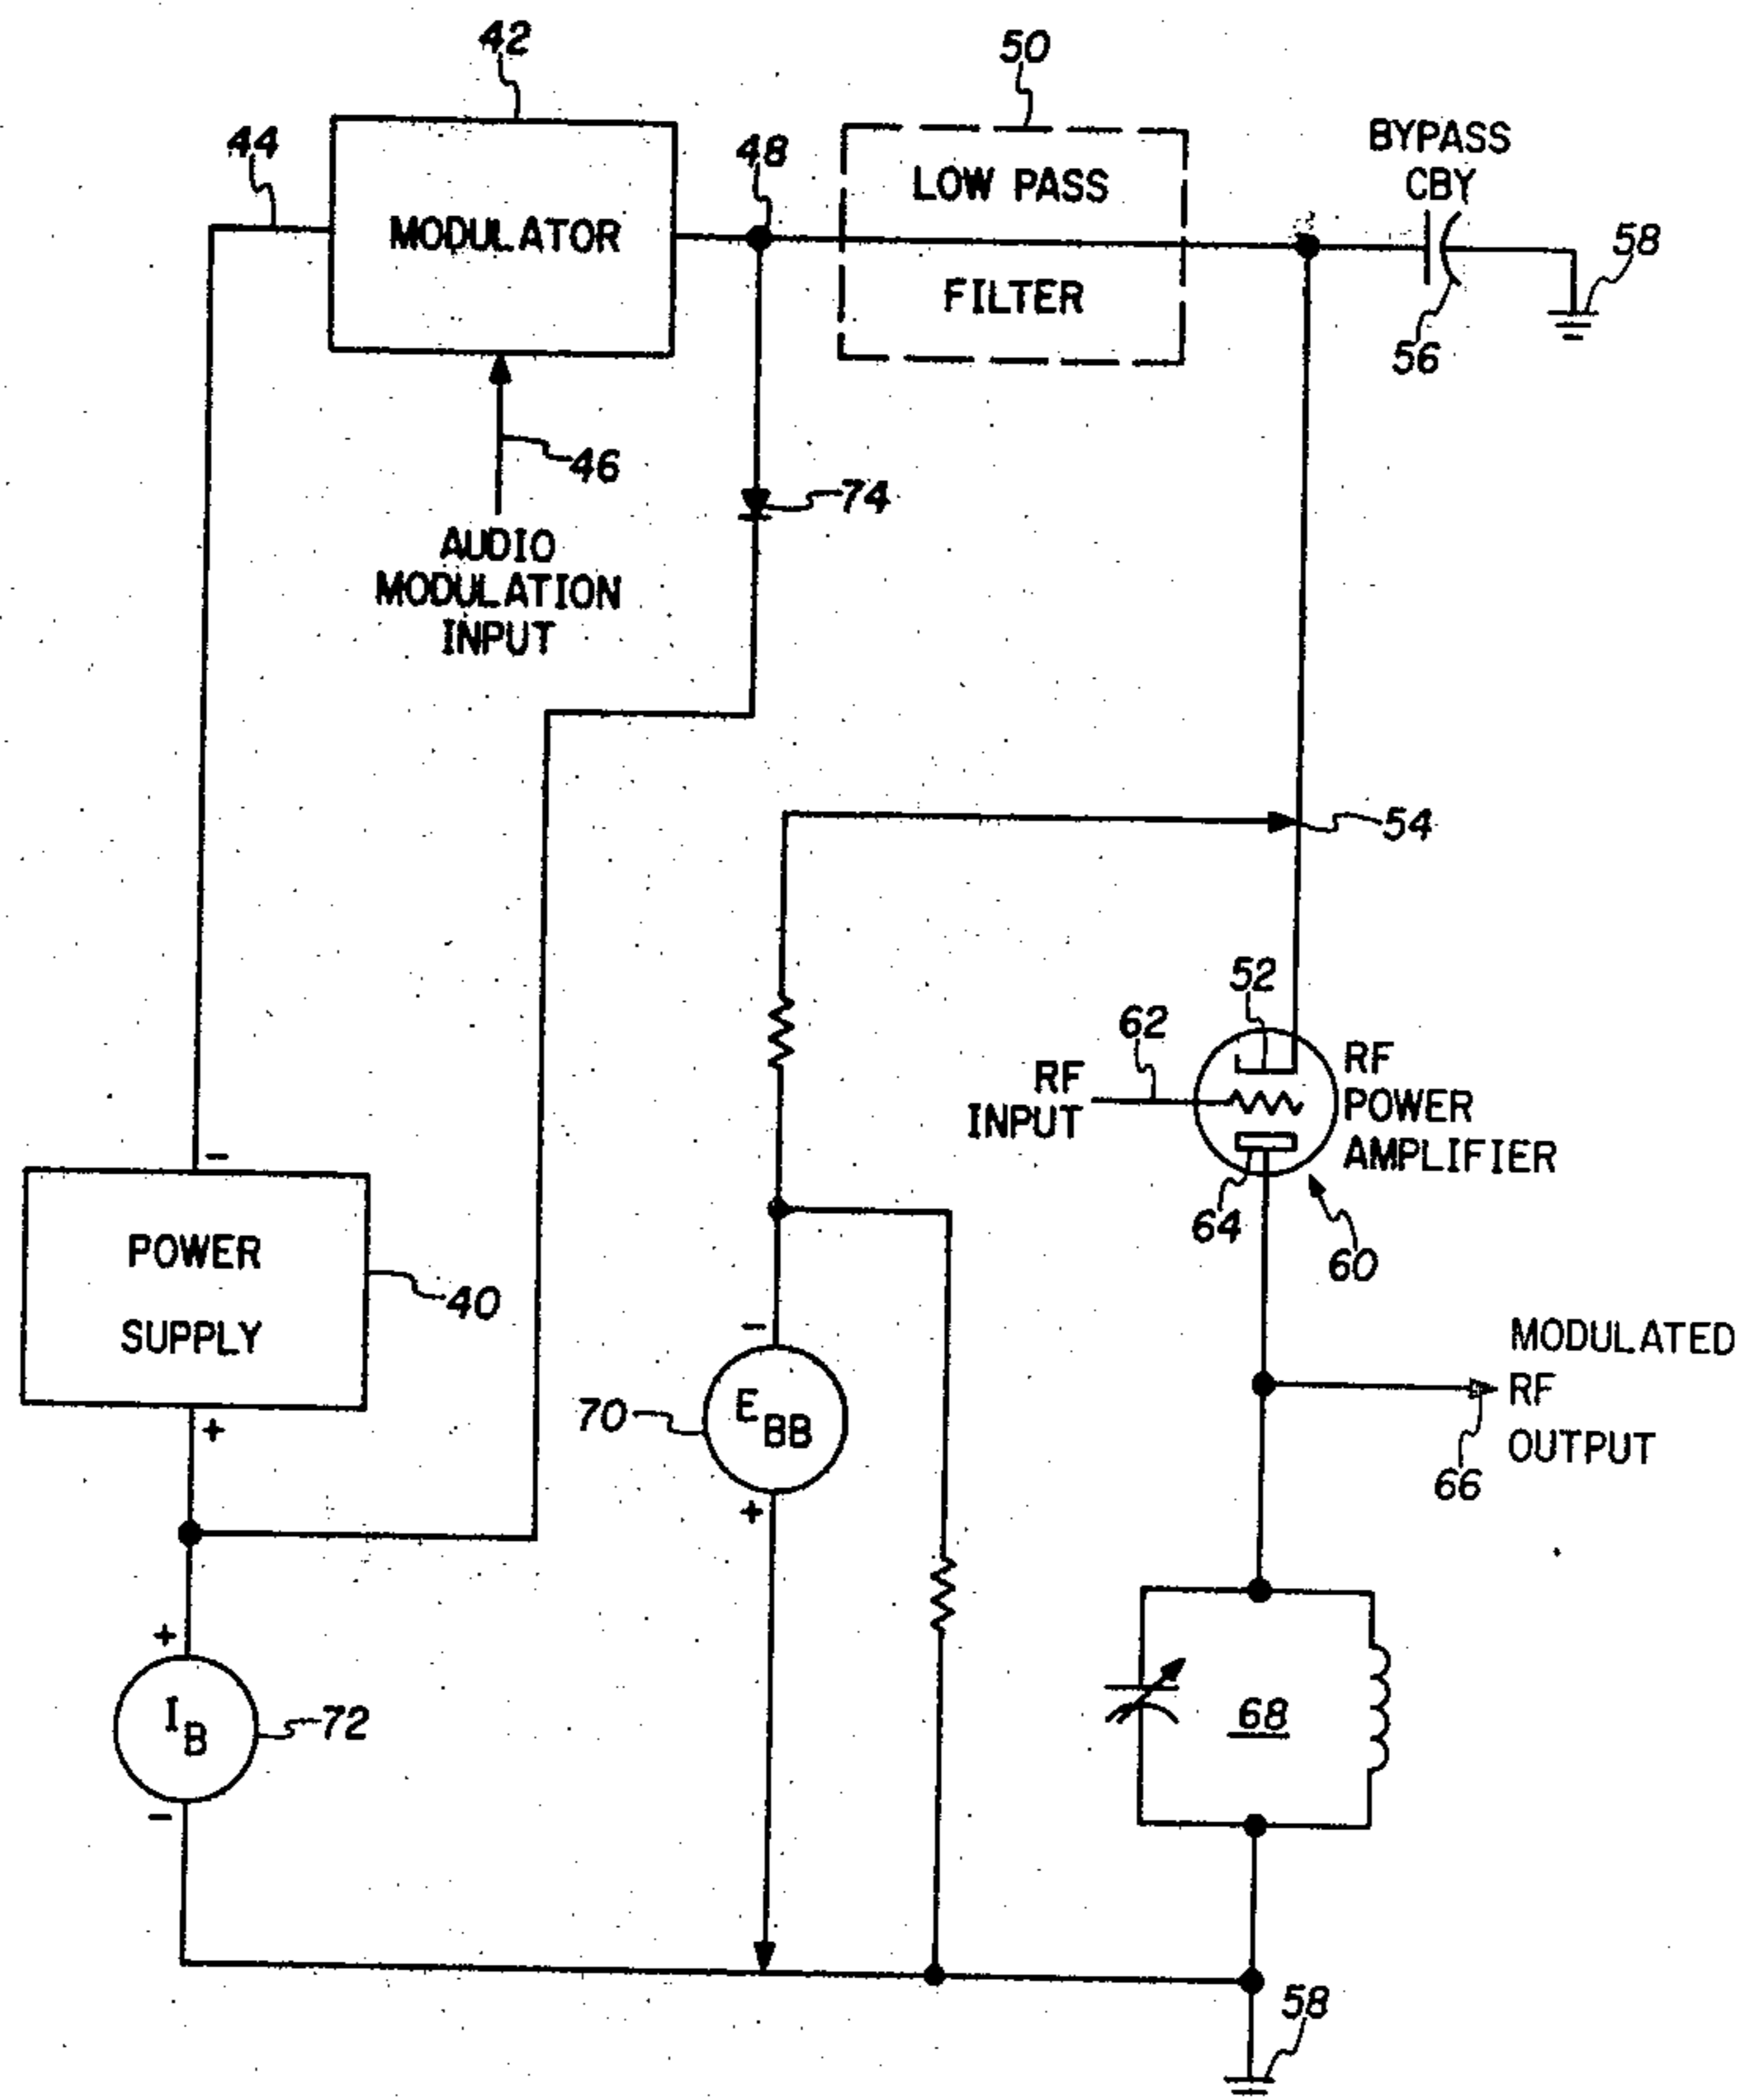 42
50
44
48
BYPASS
CBY
LOW PASS
MODULATOR
58
FILTER
56
46
74
AUDIO
MODULATION
INPUT
54
52
62
RF
INPUT
RF
POWER
AMPLIFIER
64
60
-
POWER
SUPPLY
40
+
-
70
E BB
+
MODULATED
RF
OUTPUT
66
+
I B
72
-
68
58